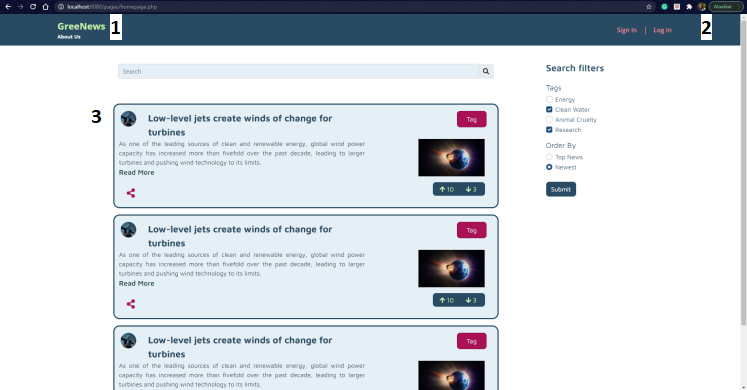 localhost:8080/pages/homepage.php
Atualizar
GreeNews
About Us
1
Sign In
Log In
2
Search
Search filters
Tags
Energy
Clean Water
Animal Cruelty
Research
Order By
Top News
Newest
Submit
3
Low-level jets create winds of change for
turbines
Tag
As one of the leading sources of clean and renewable energy, global wind power
capacity has increased more than fivefold over the past decade, leading to larger
turbines and pushing wind technology to its limits.
Read More
10
3
Low-level jets create winds of change for
turbines
Tag
As one of the leading sources of clean and renewable energy, global wind power
capacity has increased more than fivefold over the past decade, leading to larger
turbines and pushing wind technology to its limits.
Read More
10
3
Low-level jets create winds of change for
turbines
Tag
As one of the leading sources of clean and renewable energy, global wind power
capacity has increased more than fivefold over the past decade, leading to larger
turbines and pushing wind technology to its limits.
Read More